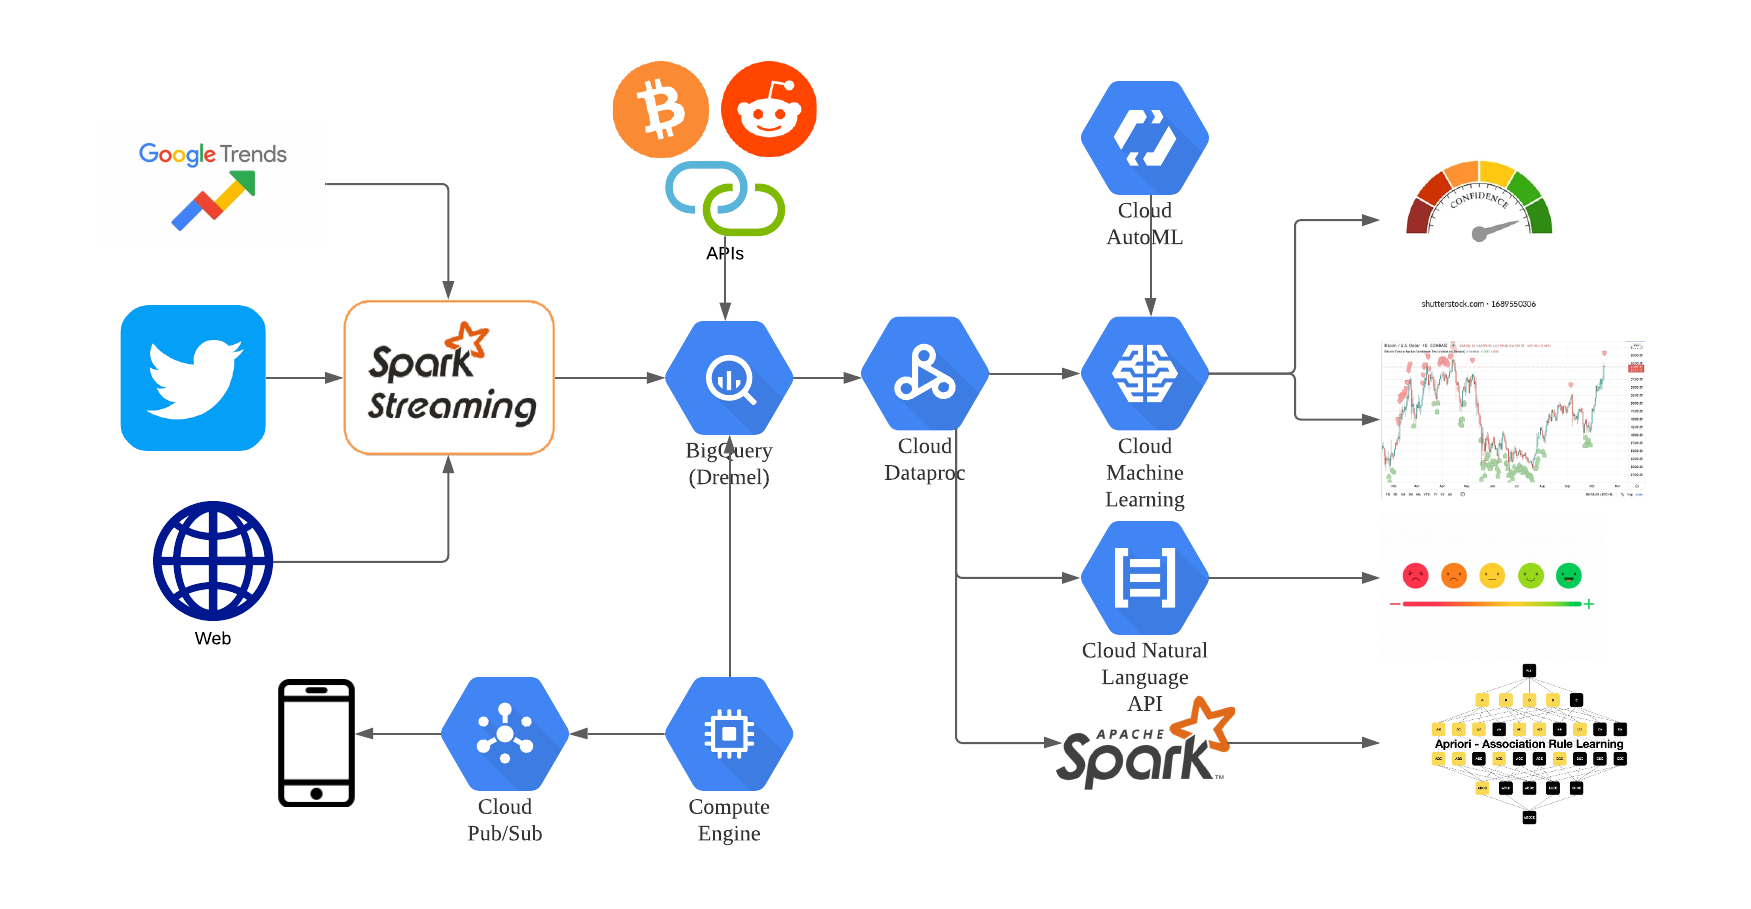 Google Trends
APIs
Cloud
AutoML
CONFIDENCE
shutterstock.com · 1689550306
Spark
Streaming
BigQuery
(Dremel)
Cloud
Dataproc
Cloud
Machine
Learning
Web
Cloud Natural
Language
API
APACHE
Spark™
Apriori - Association Rule Learning
Cloud
Pub/Sub
Compute
Engine